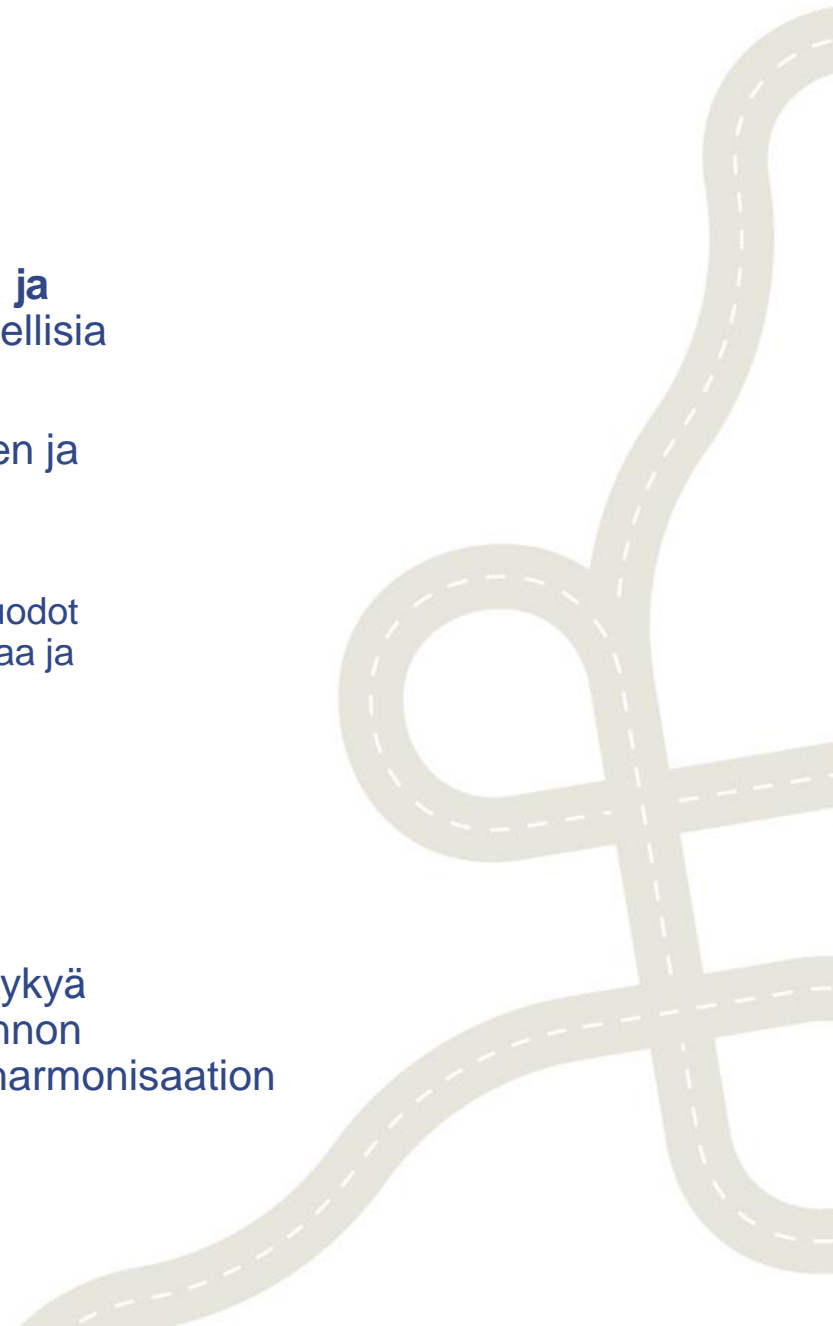 ja
ellisia
en ja
uodot
aa ja
ykyä
nnon
harmonisaation